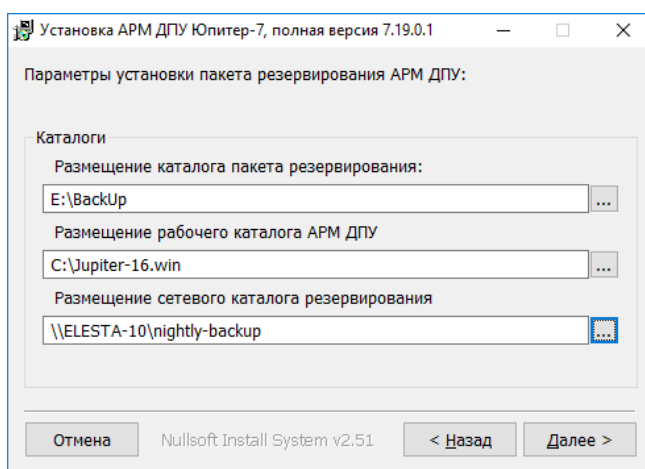 Установка АРМ ДПУ Юпитер-7, полная версия 7.19.0.1
Параметры установки пакета резервирования АРМ ДПУ:
Каталоги
Размещение каталога пакета резервирования:
E:\BackUp ...
Размещение рабочего каталога АРМ ДПУ
C:\Jupiter-16.win ...
Размещение сетевого каталога резервирования
\\ELESTA-10\nightly-backup ...
Отмена Nullsoft Install System v2.51 < Назад Далее >